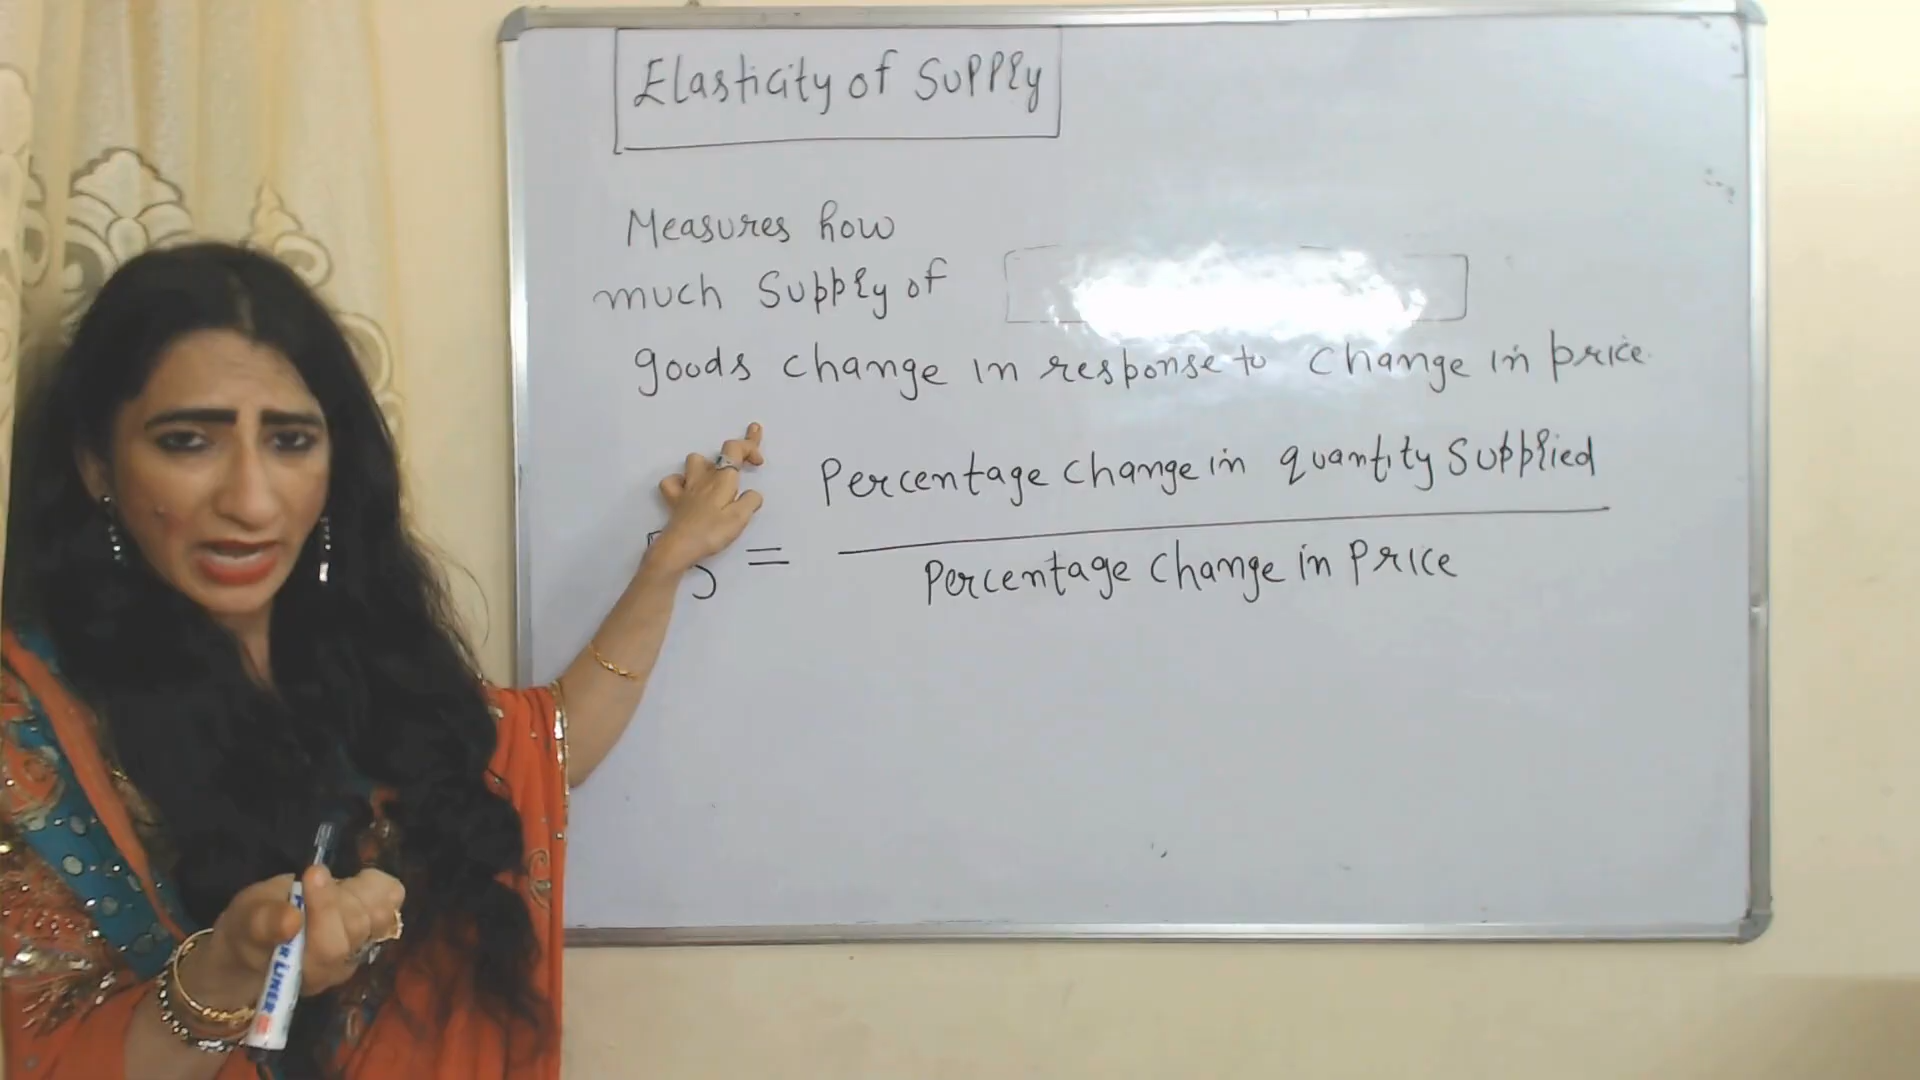 Elasticity of Supply
Measures how
much Supply of
goods change in response to change in price
Percentage change in quantity Supplied
S =
Percentage change in Price